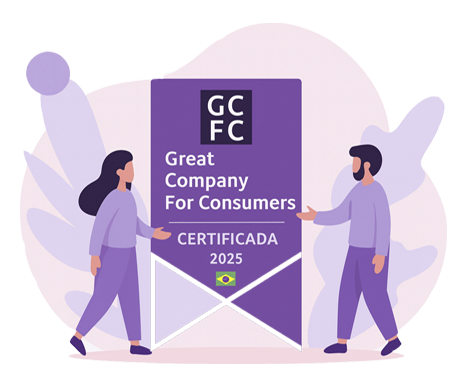 GC
FC
Great
Company
For Consumers
CERTIFICADA
2025